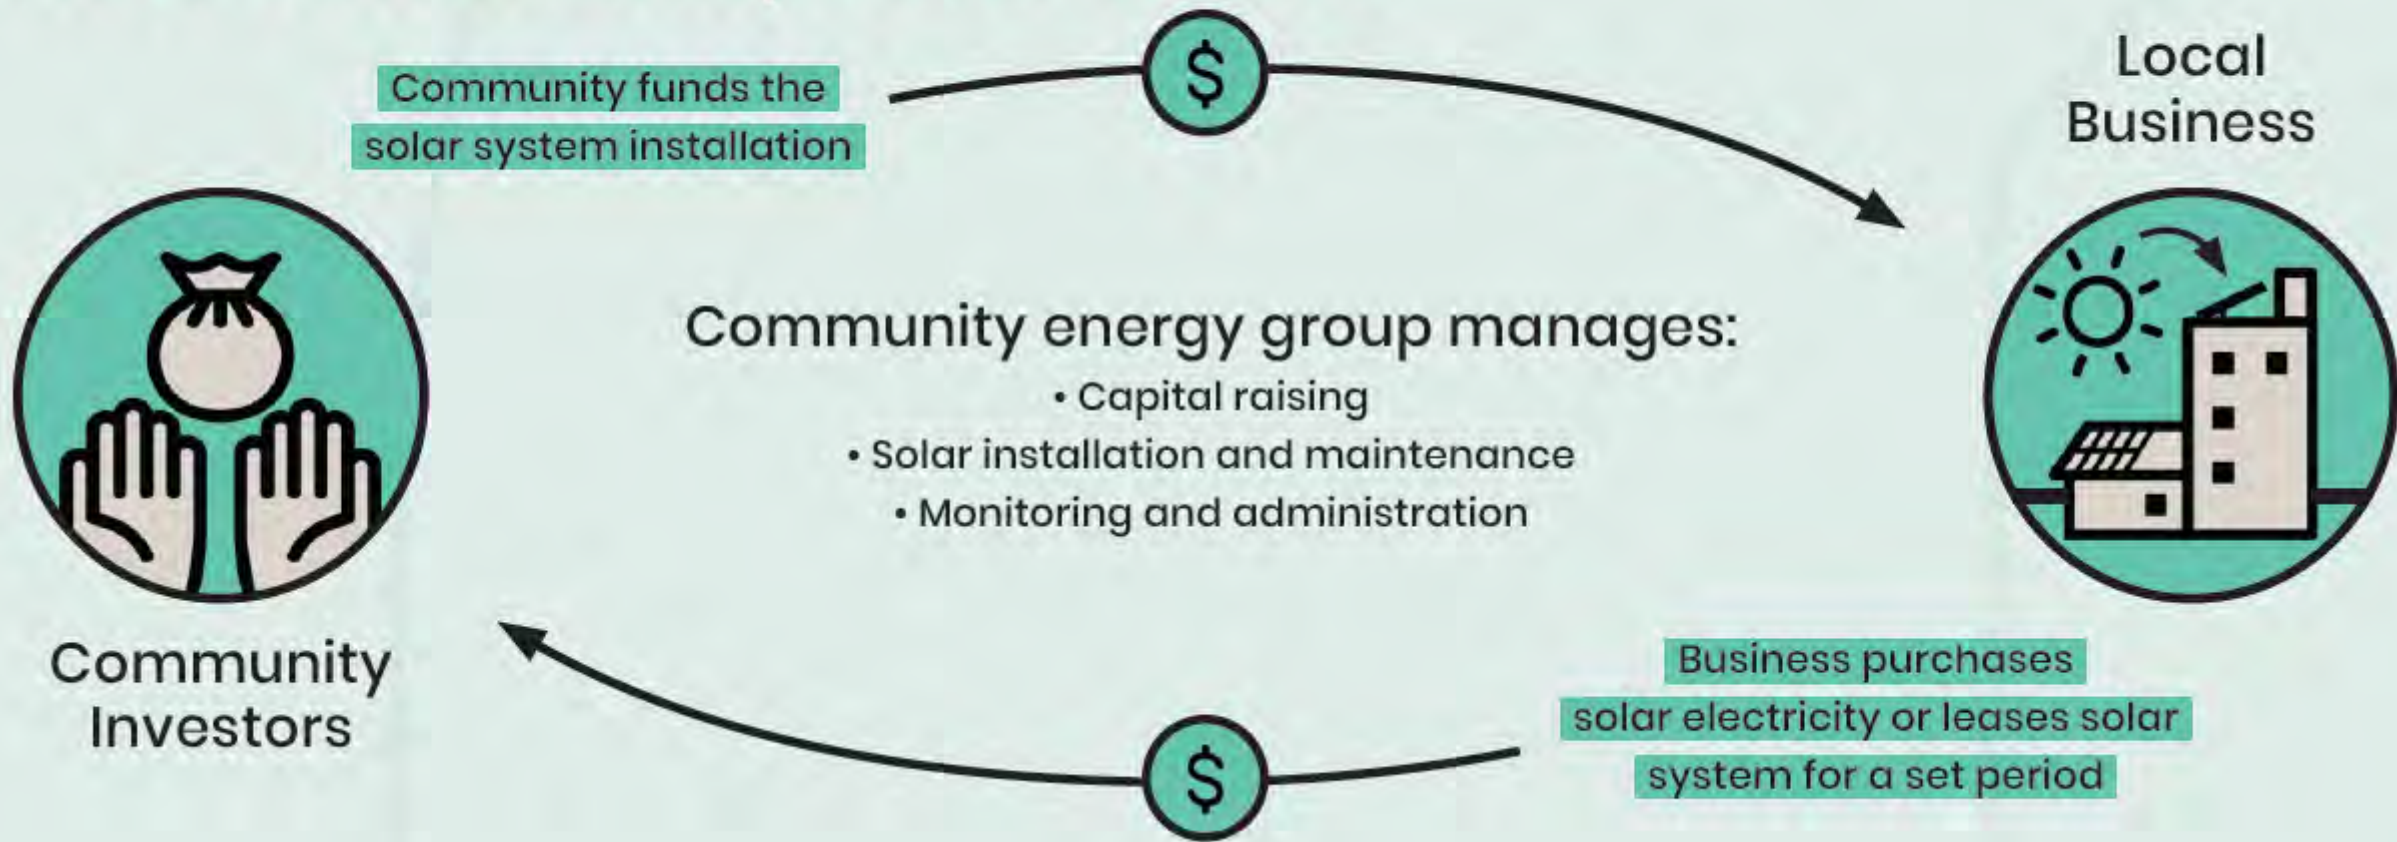 Community funds the
solar system installation
$
Local
Business
Community energy group manages:
• Capital raising
• Solar installation and maintenance
• Monitoring and administration
Community
Investors
$
Business purchases
solar electricity or leases solar
system for a set period